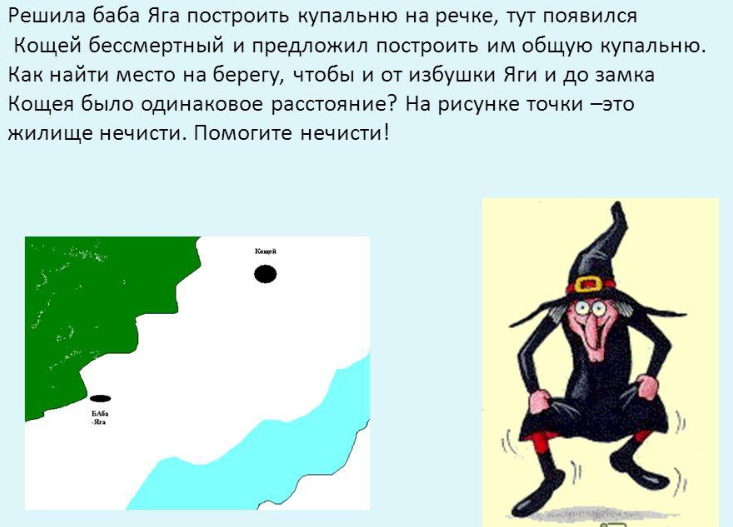 Решила баба Яга построить купальню на речке, тут появился
Кощей бессмертный и предложил построить им общую купальню.
Как найти место на берегу, чтобы и от избушки Яги и до замка
Кощея было одинаковое расстояние? На рисунке точки –это
жилище нечисти. Помогите нечисти!
Кощей
БАба
-Яга